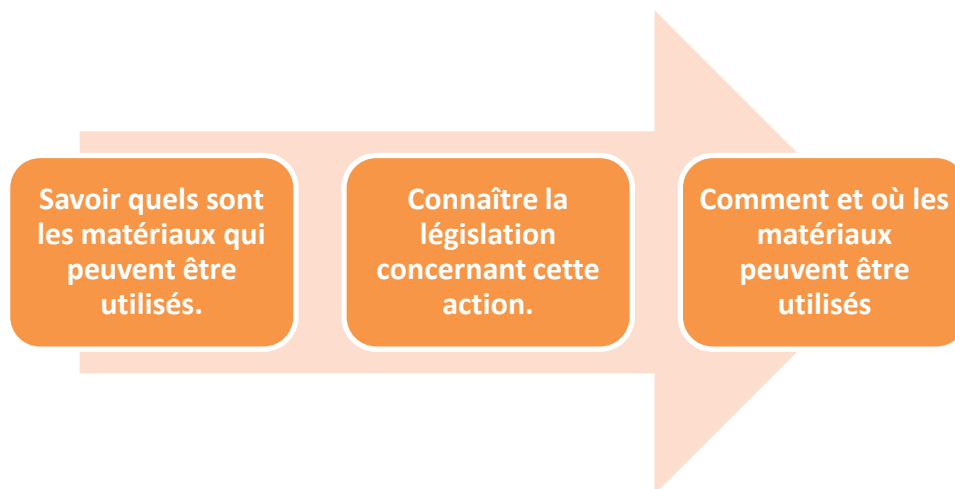 Savoir quels sont
les matériaux qui
peuvent être
utilisés.
Connaître la
législation
concernant cette
action.
Comment et où les
matériaux
peuvent être
utilisés